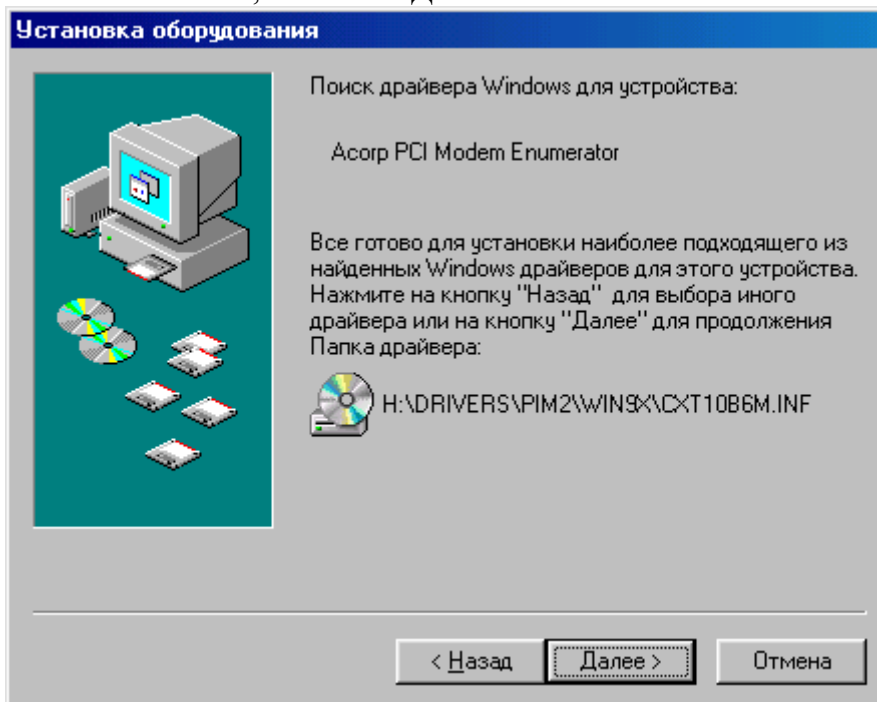 Установка оборудования
Поиск драйвера Windows для устройства:
Acorp PCI Modem Enumerator
Все готово для установки наиболее подходящего из
найденных Windows драйверов для этого устройства.
Нажмите на кнопку "Назад" для выбора иного
драйвера или на кнопку "Далее" для продолжения
Папка драйвера:
H:\DRIVERS\PIM2\WIN9X\CXT10B6M.INF
< Назад Далее > Отмена